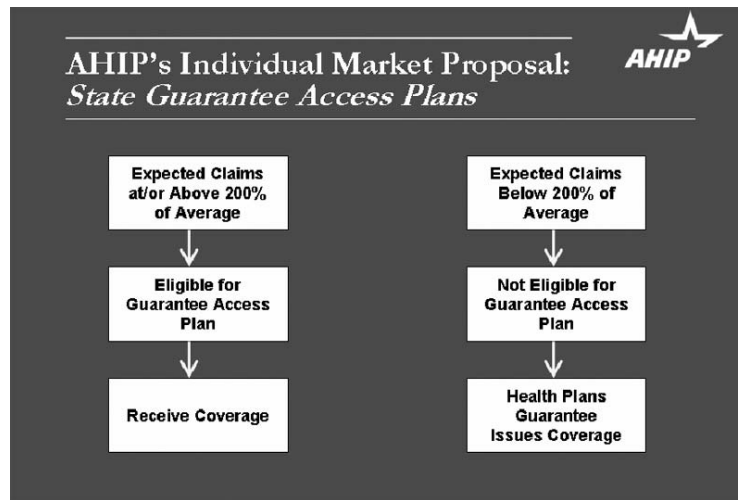 AHIP's Individual Market Proposal:
State Guarantee Access Plans
AHIP
Expected Claims
at/or Above 200%
of Average
Eligible for
Guarantee Access
Plan
Receive Coverage
Expected Claims
Below 200% of
Average
Not Eligible for
Guarantee Access
Plan
Health Plans
Guarantee
Issues Coverage